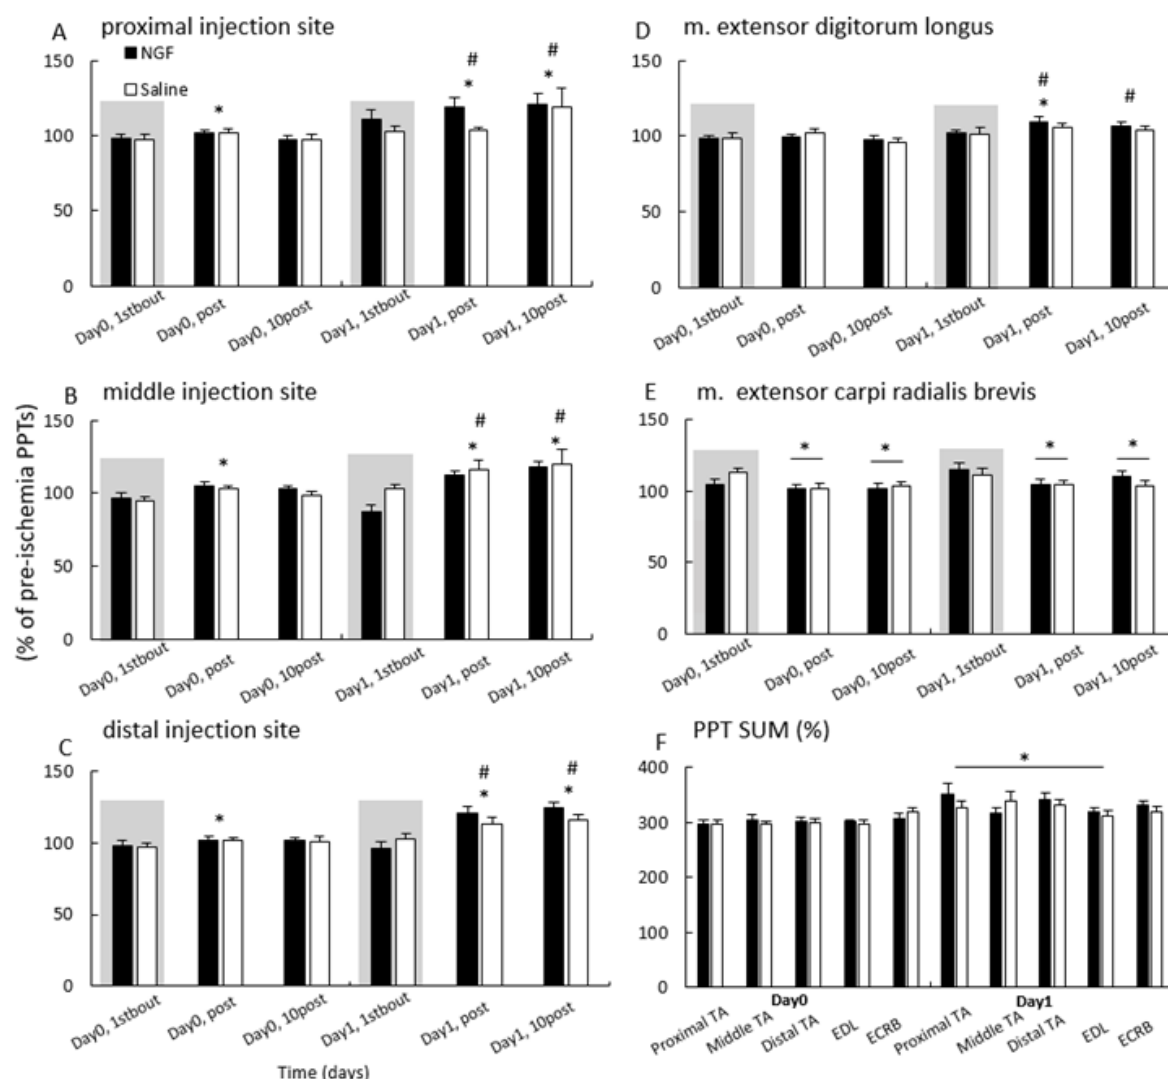 A proximal injection site
NGF
Saline
# #
* * *
150
100
50
0
Day0, 1stbout Day0, post Day0, 10post Day1, 1stbout Day1, post Day1, 10post
D m. extensor digitorum longus
# #
*
150
100
50
0
Day0, 1stbout Day0, post Day0, 10post Day1, 1stbout Day1, post Day1, 10post
(% of pre-ischemia PPTs)
B middle injection site
# #
* * *
150
100
50
0
Day0, 1stbout Day0, post Day0, 10post Day1, 1stbout Day1, post Day1, 10post
E m. extensor carpi radialis brevis
* * * *
150
100
50
0
Day0, 1stbout Day0, post Day0, 10post Day1, 1stbout Day1, post Day1, 10post
C distal injection site
# #
* * *
150
100
50
0
Day0, 1stbout Day0, post Day0, 10post Day1, 1stbout Day1, post Day1, 10post
Time (days)
F PPT SUM (%)
*
400
300
200
100
0
Day0 Day1
Proximal TA Middle TA Distal TA EDL ECRB Proximal TA Middle TA Distal TA EDL ECRB